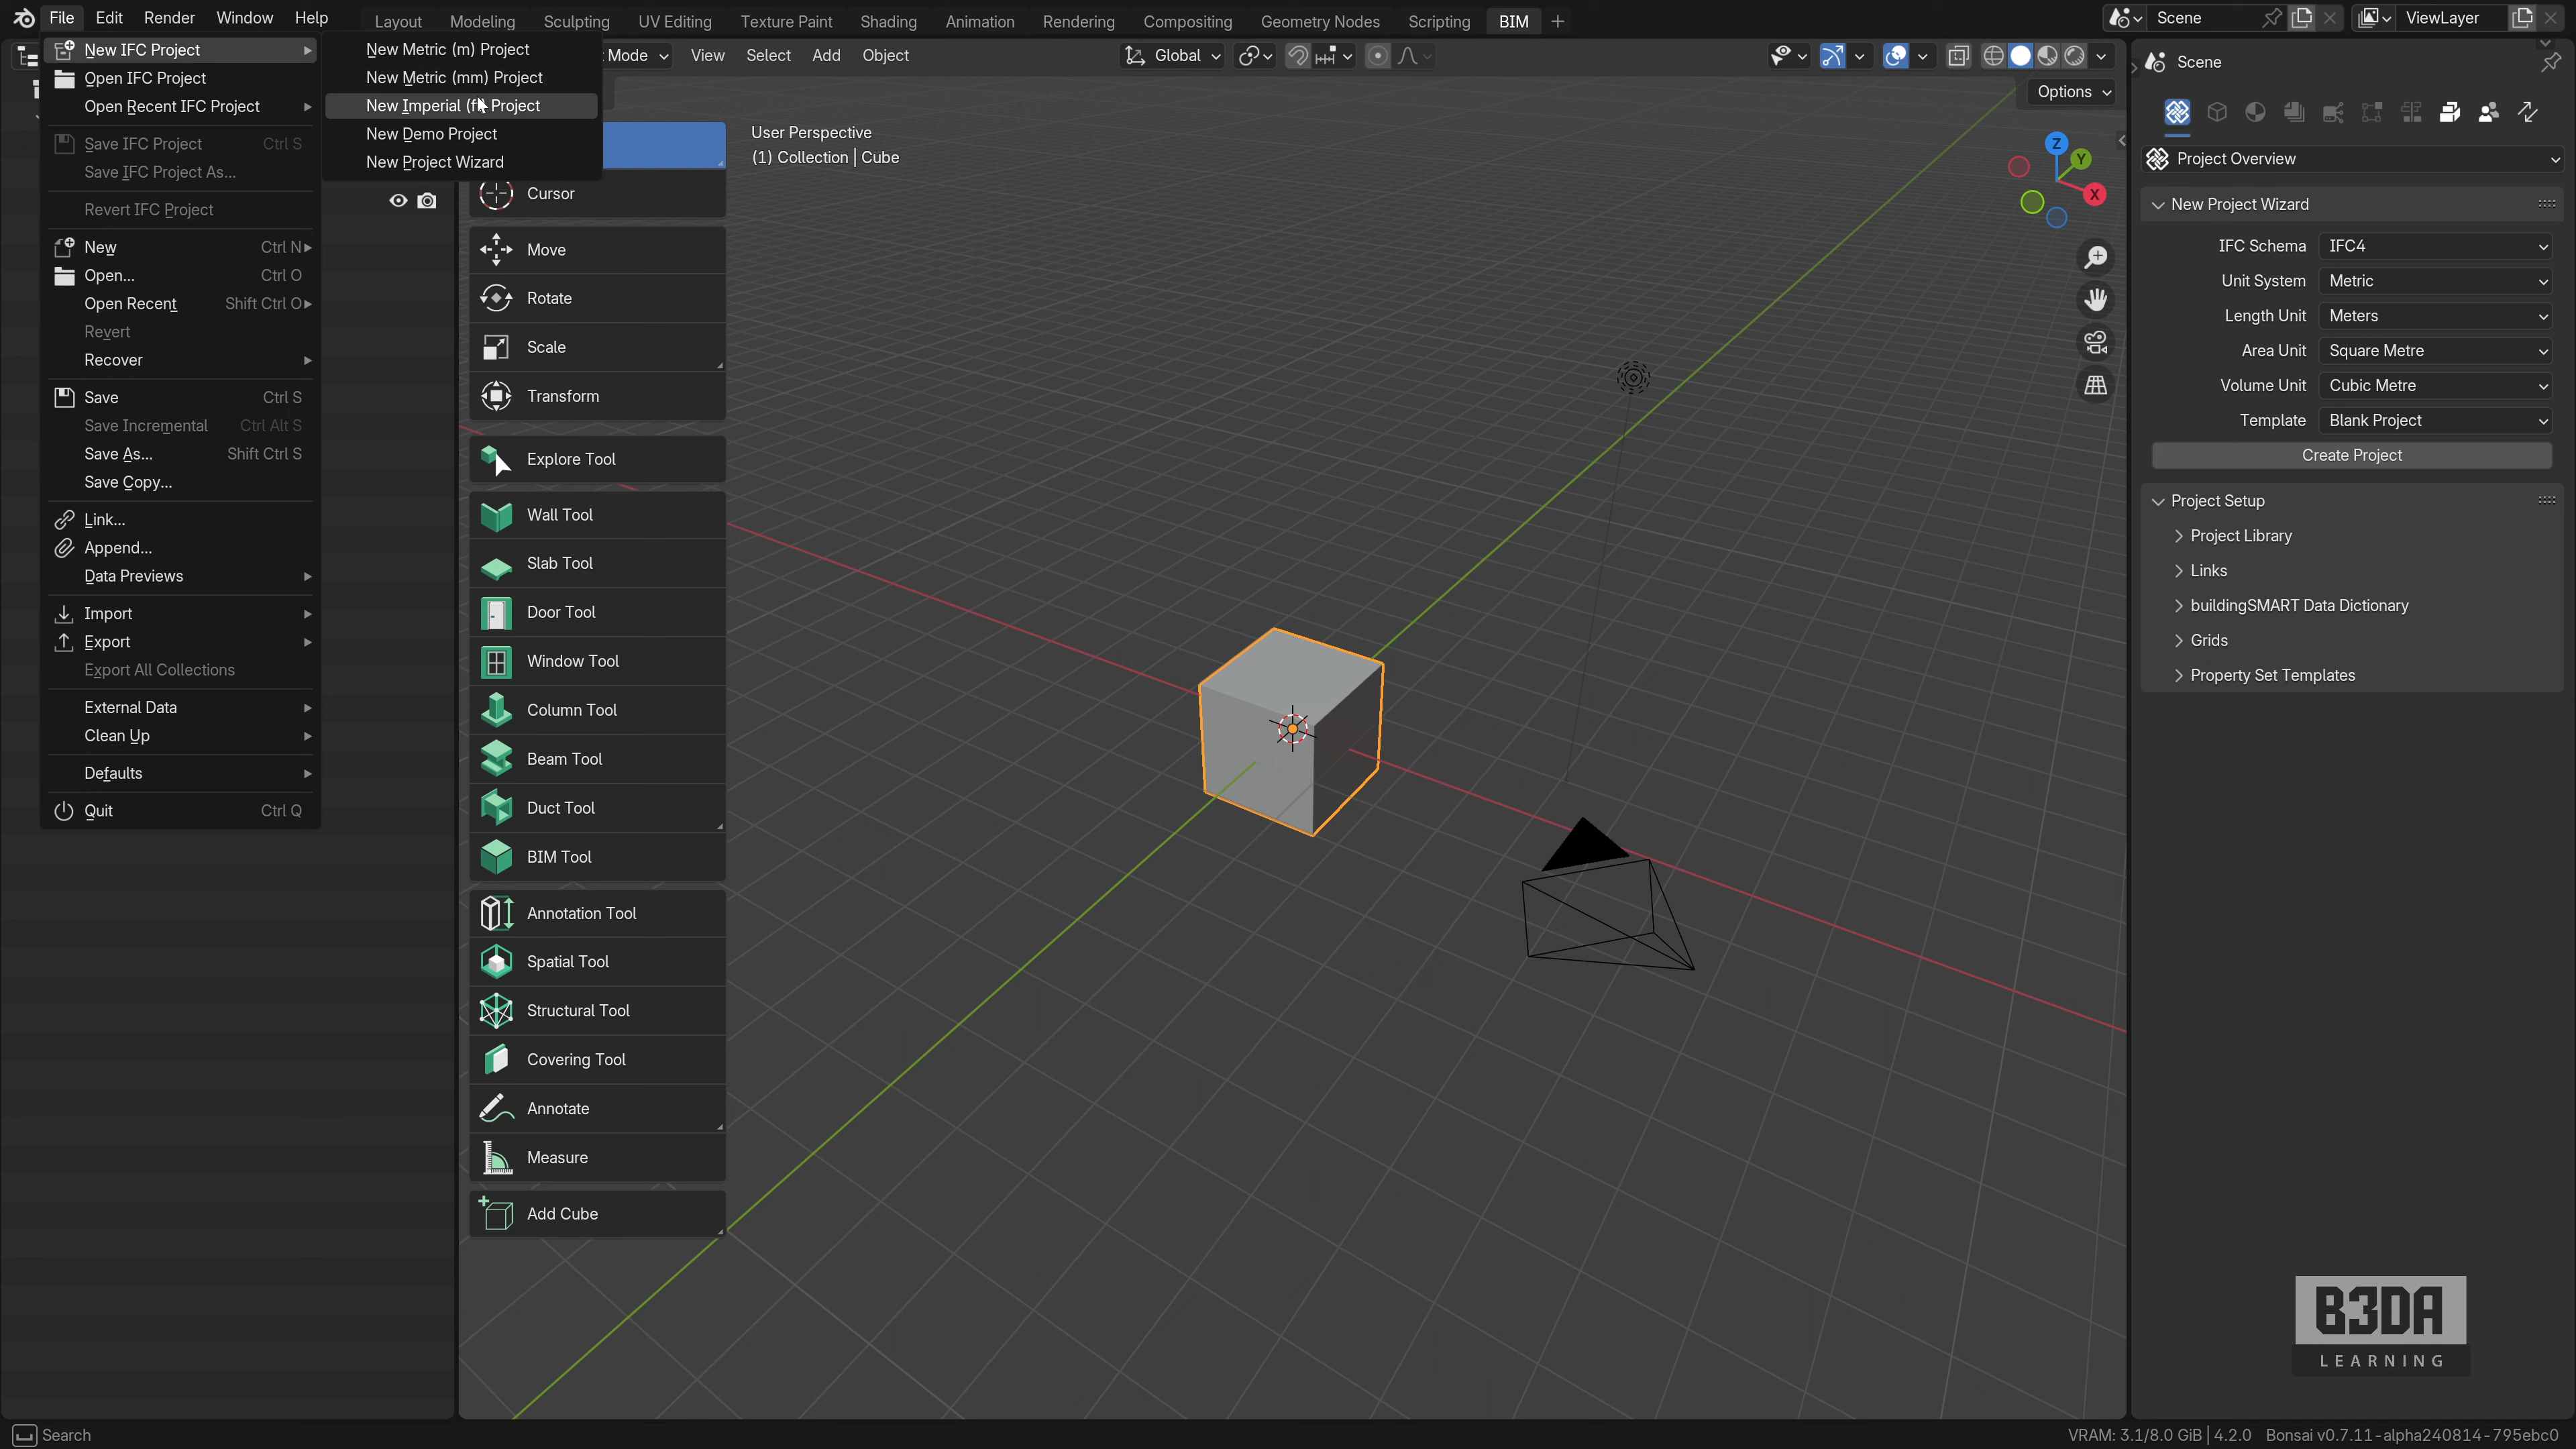 File Edit Render Window Help
Layout Modeling Sculpting UV Editing Texture Paint Shading Animation Rendering Compositing Geometry Nodes Scripting BIM +
Scene
ViewLayer
New IFC Project
Open IFC Project
Open Recent IFC Project
Save IFC Project Ctrl S
Save IFC Project As...
Revert IFC Project
New Ctrl N
Open... Ctrl O
Open Recent Shift Ctrl O
Revert
Recover
Save Ctrl S
Save Incremental Ctrl Alt S
Save As... Shift Ctrl S
Save Copy...
Link...
Append...
Data Previews
Import
Export
Export All Collections
External Data
Clean Up
Defaults
Quit Ctrl Q
New Metric (m) Project
New Metric (mm) Project
New Imperial (f Project
New Demo Project
New Project Wizard
Mode View Select Add Object
Global
Options
User Perspective
(1) Collection | Cube
Z
Y
X
Cursor
Move
Rotate
Scale
Transform
Explore Tool
Wall Tool
Slab Tool
Door Tool
Window Tool
Column Tool
Beam Tool
Duct Tool
BIM Tool
Annotation Tool
Spatial Tool
Structural Tool
Covering Tool
Annotate
Measure
Add Cube
Scene
Project Overview
New Project Wizard
IFC Schema IFC4
Unit System Metric
Length Unit Meters
Area Unit Square Metre
Volume Unit Cubic Metre
Template Blank Project
Create Project
Project Setup
Project Library
Links
buildingSMART Data Dictionary
Grids
Property Set Templates
B3DA
LEARNING
Search
VRAM: 3.1/8.0 GiB | 4.2.0 Bonsai v0.7.11-alpha240814-795ebc0